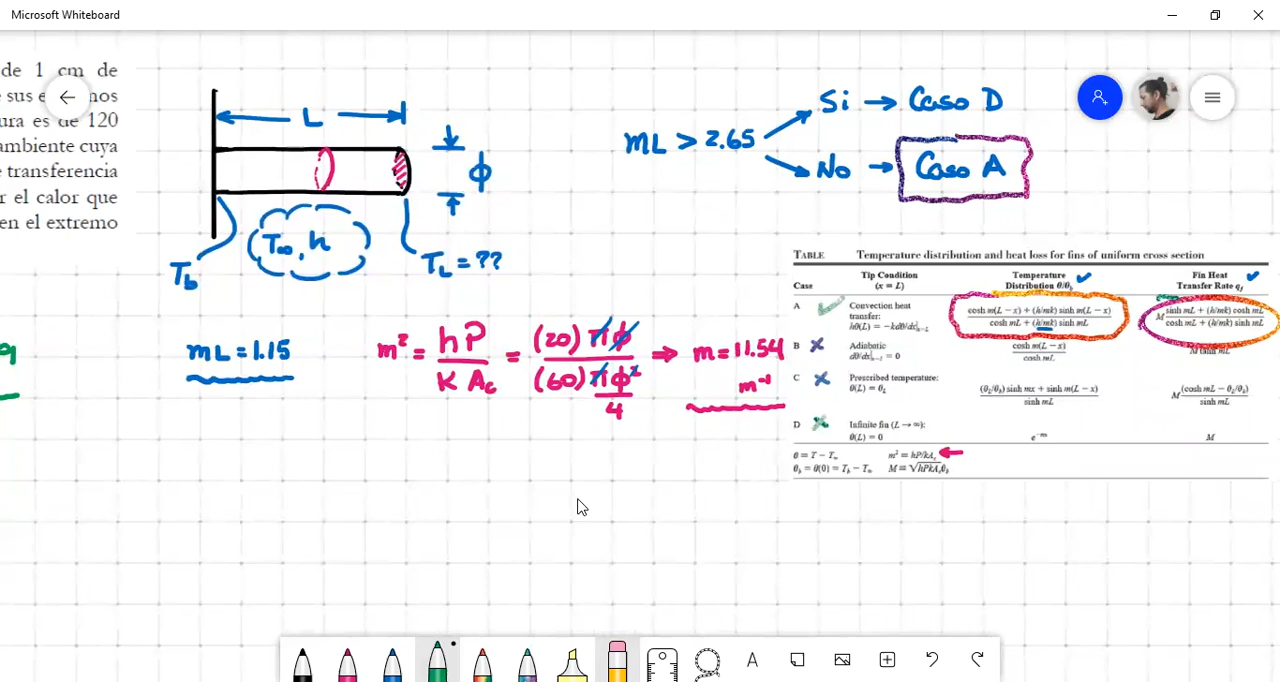 Microsoft Whiteboard
de 1 cm de
sus
ura es de 120
ambiente cuya
transferencia
r el calor que
en el extremo
L
ϕ
T∞, h
Tb
TL = ??
mL > 2.65
Si → Caso D
No → Caso A
mL = 1.15
m² = hP / K Ac = (20) π ϕ / (60) π ϕ² / 4 ⇒ m = 11.54 m⁻¹
TABLE Temperature distribution and heat loss for fins of uniform cross section
Case
Tip Condition
(x = L)
Temperature
Distribution θ/θb
Fin Heat
Transfer Rate qf
A
Convection heat
transfer:
hθ(L) = −kdθ/dx|x=L
cosh m(L − x) + (h/mk) sinh m(L − x)
cosh mL + (h/mk) sinh mL
M sinh mL + (h/mk) cosh mL
cosh mL + (h/mk) sinh mL
B
Adiabatic
dθ/dx|x=L = 0
cosh m(L − x)
cosh mL
M tanh mL
C
Prescribed temperature:
θ(L) = θL
(θL/θb) sinh mx + sinh m(L − x)
sinh mL
M (cosh mL − θL/θb)
sinh mL
D
Infinite fin (L → ∞):
θ(L) = 0
e⁻ᵐˣ
M
θ ≡ T − T∞ m² ≡ hP/kAc
θb = θ(0) = Tb − T∞ M ≡ √hPkAc θb
A